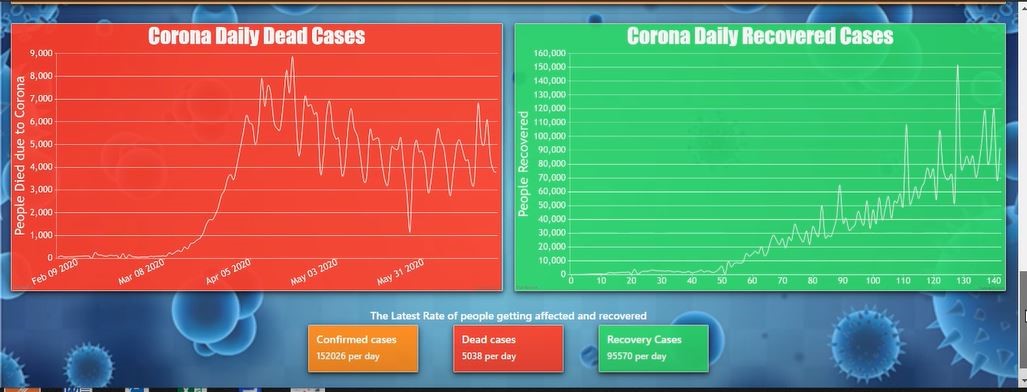 Corona Daily Dead Cases
9,000
8,000
7,000
6,000
5,000
4,000
3,000
2,000
1,000
0
People Died due to Corona
Feb 09 2020
Mar 08 2020
Apr 05 2020
May 03 2020
May 31 2020
Corona Daily Recovered Cases
160,000
150,000
140,000
130,000
120,000
110,000
100,000
90,000
80,000
70,000
60,000
50,000
40,000
30,000
20,000
10,000
0
People Recovered
0 10 20 30 40 50 60 70 80 90 100 110 120 130 140
The Latest Rate of people getting affected and recovered
Confirmed cases
152026 per day
Dead cases
5038 per day
Recovery Cases
95570 per day